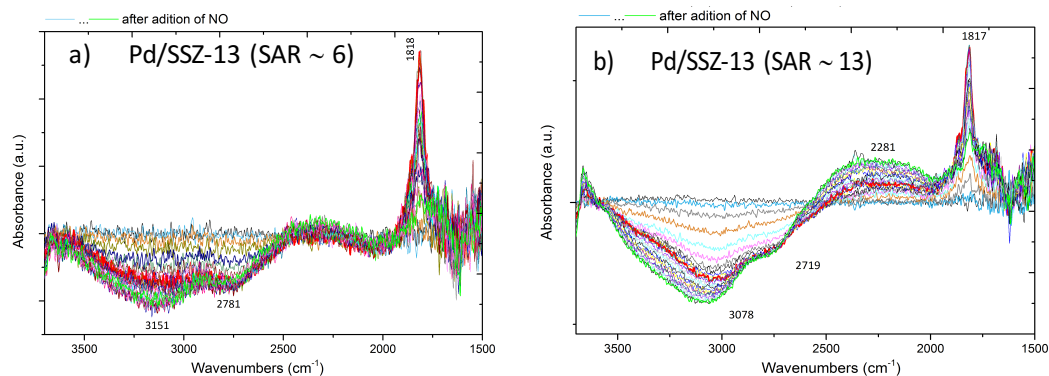 ... after adition of NO
a) Pd/SSZ-13 (SAR ~ 6)
1818
3151
2781
Absorbance (a.u.)
3500 3000 2500 2000 1500
Wavenumbers (cm-1)
... after adition of NO
b) Pd/SSZ-13 (SAR ~ 13)
1817
2281
2719
3078
Absorbance (a.u.)
3500 3000 2500 2000 1500
Wavenumbers (cm-1)